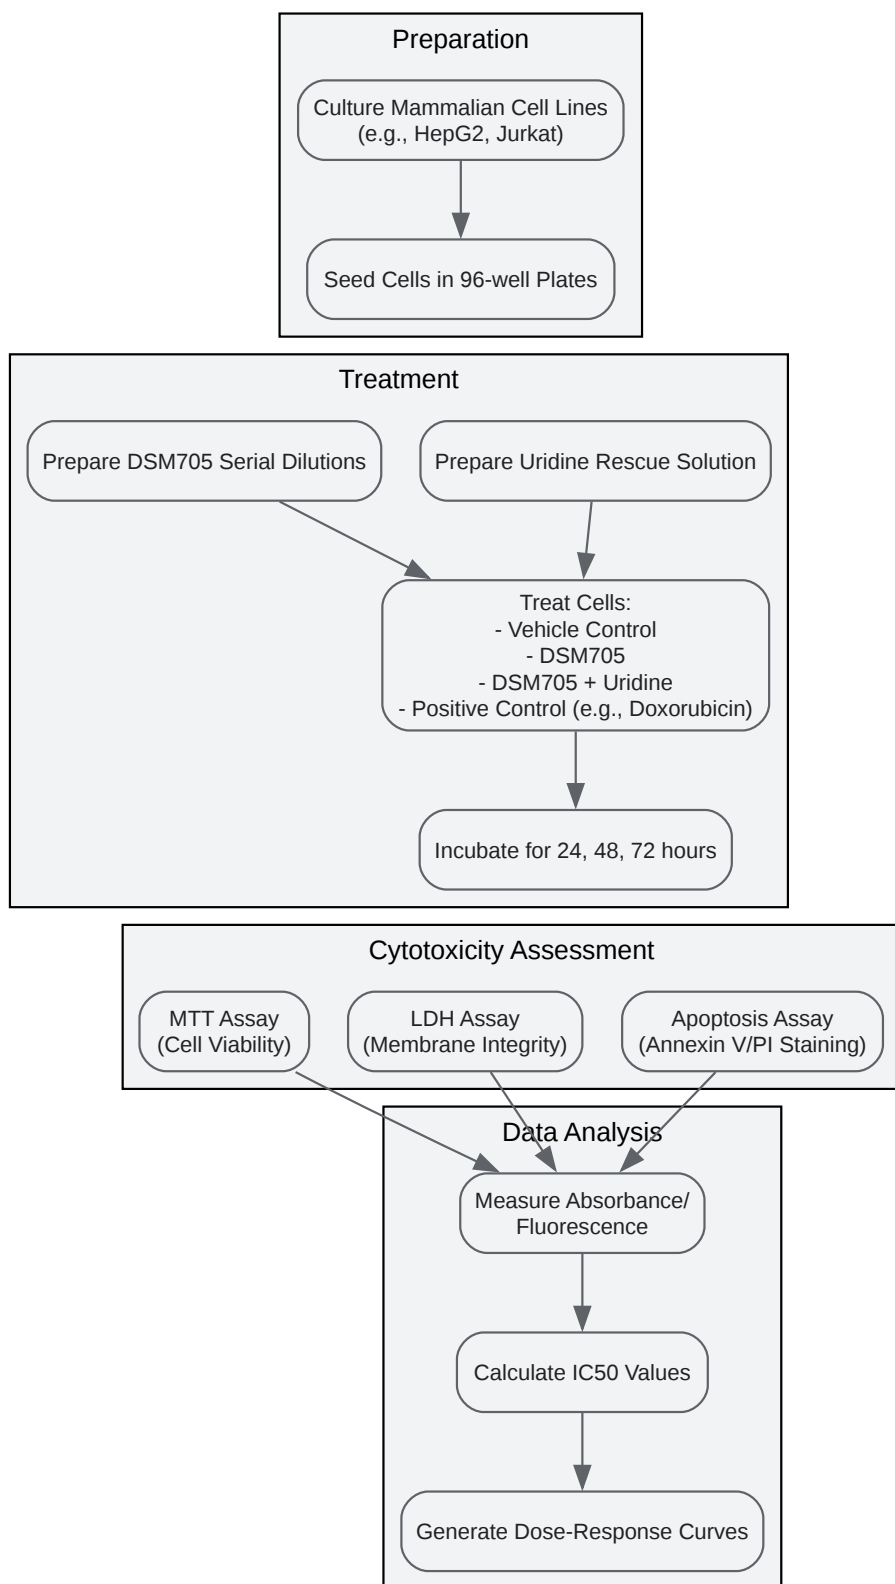 Preparation
Culture Mammalian Cell Lines
(e.g., HepG2, Jurkat)
Seed Cells in 96-well Plates
Treatment
Prepare DSM705 Serial Dilutions
Prepare Uridine Rescue Solution
Treat Cells:
- Vehicle Control
- DSM705
- DSM705 + Uridine
- Positive Control (e.g., Doxorubicin)
Incubate for 24, 48, 72 hours
Cytotoxicity Assessment
MTT Assay
(Cell Viability)
LDH Assay
(Membrane Integrity)
Apoptosis Assay
(Annexin V/PI Staining)
Data Analysis
Measure Absorbance/
Fluorescence
Calculate IC50 Values
Generate Dose-Response Curves